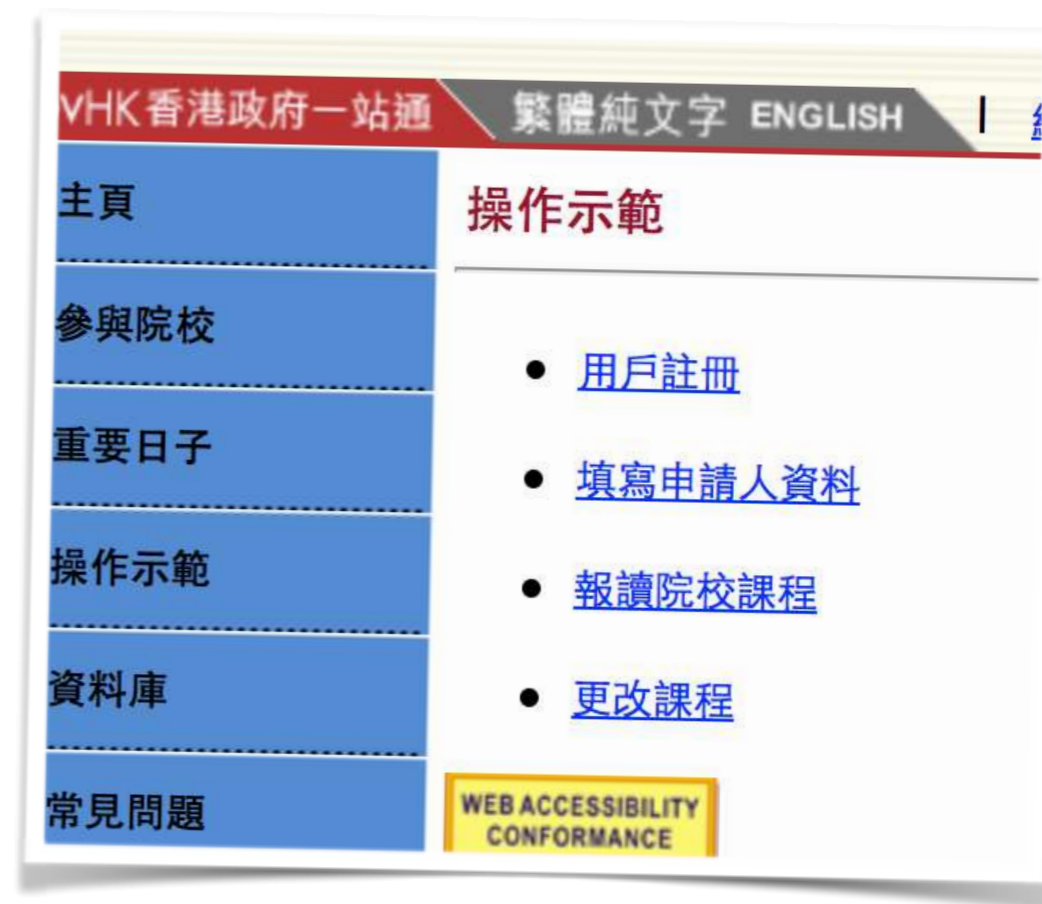 vHK 香港政府一站通 繁體純文字 ENGLISH |
主頁
參與院校
重要日子
操作示範
資料庫
常見問題
操作示範
用戶註冊
填寫申請人資料
報讀院校課程
更改課程
WEB ACCESSIBILITY
CONFORMANCE